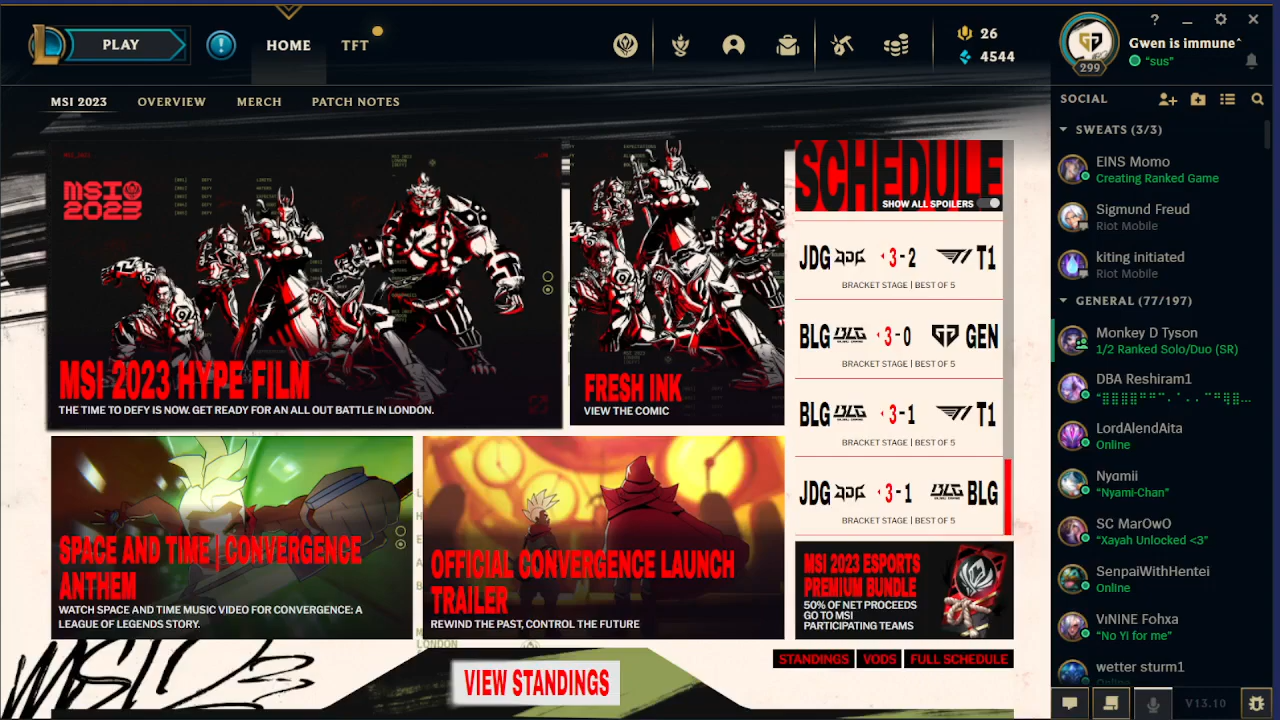 PLAY
HOME
TFT
26
4544
?
299
Gwen is immune^
"sus"
MSI 2023
OVERVIEW
MERCH
PATCH NOTES
MSI
2023
MSI 2023 HYPE FILM
THE TIME TO DEFY IS NOW. GET READY FOR AN ALL OUT BATTLE IN LONDON.
FRESH INK
VIEW THE COMIC
SCHEDULE
SHOW ALL SPOILERS
JDG 3-2 T1
BRACKET STAGE | BEST OF 5
BLG 3-0 GEN
BRACKET STAGE | BEST OF 5
BLG 3-1 T1
BRACKET STAGE | BEST OF 5
JDG 3-1 BLG
BRACKET STAGE | BEST OF 5
SPACE AND TIME | CONVERGENCE
ANTHEM
WATCH SPACE AND TIME MUSIC VIDEO FOR CONVERGENCE: A
LEAGUE OF LEGENDS STORY.
OFFICIAL CONVERGENCE LAUNCH
TRAILER
REWIND THE PAST, CONTROL THE FUTURE
MSI 2023 ESPORTS
PREMIUM BUNDLE
50% OF NET PROCEEDS
GO TO MSI
PARTICIPATING TEAMS
LONDON
STANDINGS
VODS
FULL SCHEDULE
VIEW STANDINGS
SOCIAL
SWEATS (3/3)
EINS Momo
Creating Ranked Game
Sigmund Freud
Riot Mobile
kiting initiated
Riot Mobile
GENERAL (77/197)
Monkey D Tyson
1/2 Ranked Solo/Duo (SR)
DBA Reshiram1
LordAlendAita
Online
Nyamii
"Nyami-Chan"
SC MarOwO
"Xayah Unlocked <3"
SenpaiWithHentei
Online
ViNINE Fohxa
"No Yi for me"
wetter sturm1
Online
V13.10